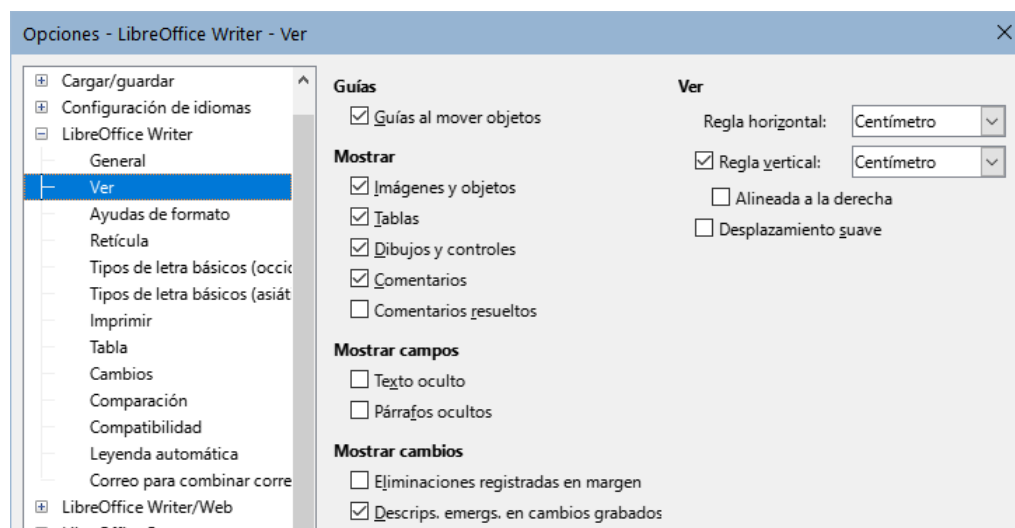 Opciones - LibreOffice Writer - Ver
Cargar/guardar
Configuración de idiomas
LibreOffice Writer
General
Ver
Ayudas de formato
Retícula
Tipos de letra básicos (occid
Tipos de letra básicos (asiát
Imprimir
Tabla
Cambios
Comparación
Compatibilidad
Leyenda automática
Correo para combinar corre
LibreOffice Writer/Web
Guías
Guías al mover objetos
Mostrar
Imágenes y objetos
Tablas
Dibujos y controles
Comentarios
Comentarios resueltos
Mostrar campos
Texto oculto
Párrafos ocultos
Mostrar cambios
Eliminaciones registradas en margen
Descrips. emergs. en cambios grabados
Ver
Regla horizontal: Centímetro
Regla vertical: Centímetro
Alineada a la derecha
Desplazamiento suave